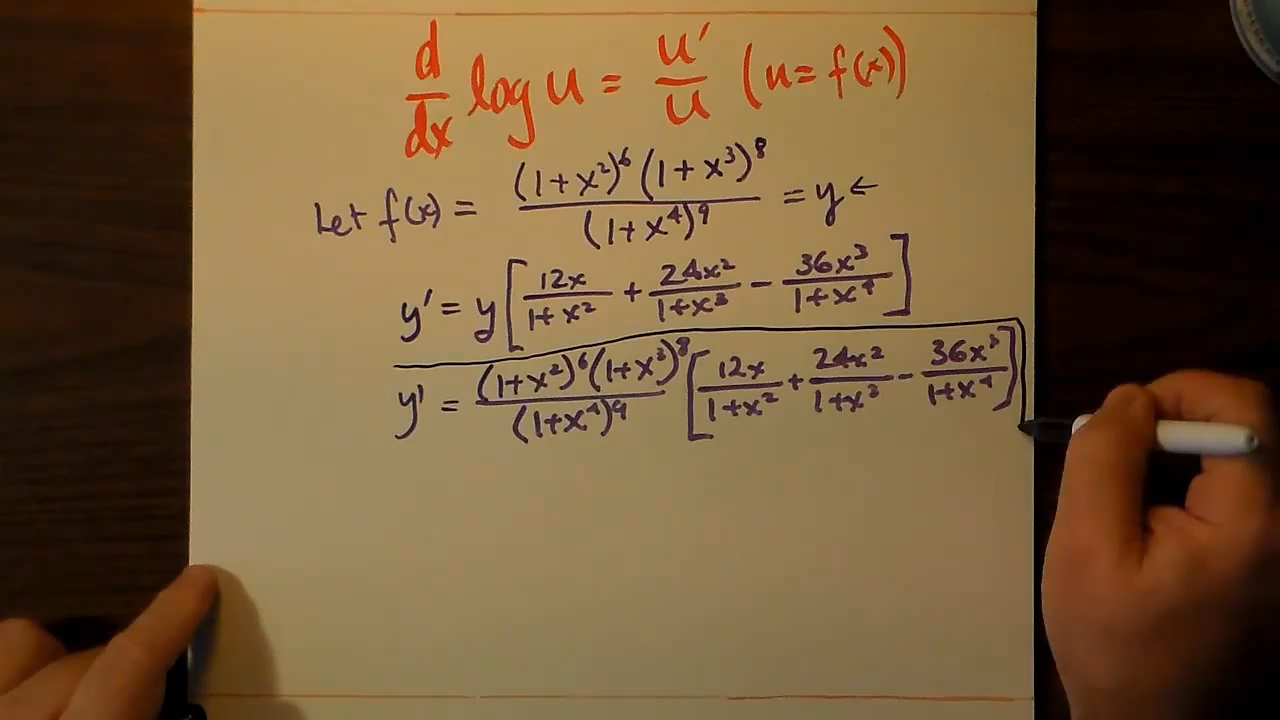 d/dx log u = u'/u (u = f(x))
Let f(x) = (1+x²)⁶(1+x³)⁸/(1+x⁴)⁹ = y ←
y' = y[12x/1+x² + 24x²/1+x³ − 36x³/1+x⁴]
y' = (1+x²)⁶(1+x³)⁸/(1+x⁴)⁹ [12x/1+x² + 24x²/1+x³ − 36x³/1+x⁴]